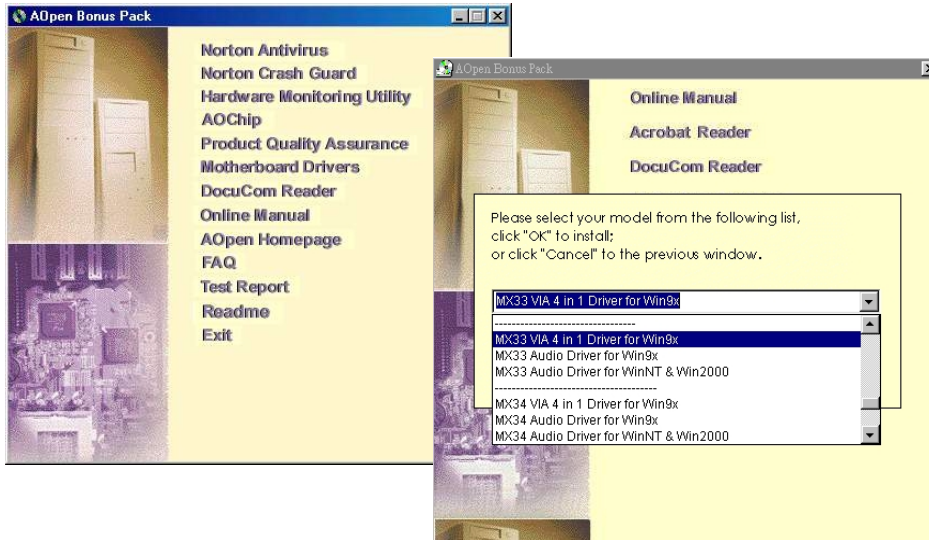 AOpen Bonus Pack
Norton Antivirus
Norton Crash Guard
Hardware Monitoring Utility
AOChip
Product Quality Assurance
Motherboard Drivers
DocuCom Reader
Online Manual
AOpen Homepage
FAQ
Test Report
Readme
Exit
AOpen Bonus Pack
Online Manual
Acrobat Reader
DocuCom Reader
Please select your model from the following list,
click "OK" to install;
or click "Cancel" to the previous window.
MX33 VIA 4 in 1 Driver for Win9x
---------------------------------
MX33 VIA 4 in 1 Driver for Win9x
MX33 Audio Driver for Win9x
MX33 Audio Driver for WinNT & Win2000
--------------------------------------
MX34 VIA 4 in 1 Driver for Win9x
MX34 Audio Driver for Win9x
MX34 Audio Driver for WinNT & Win2000